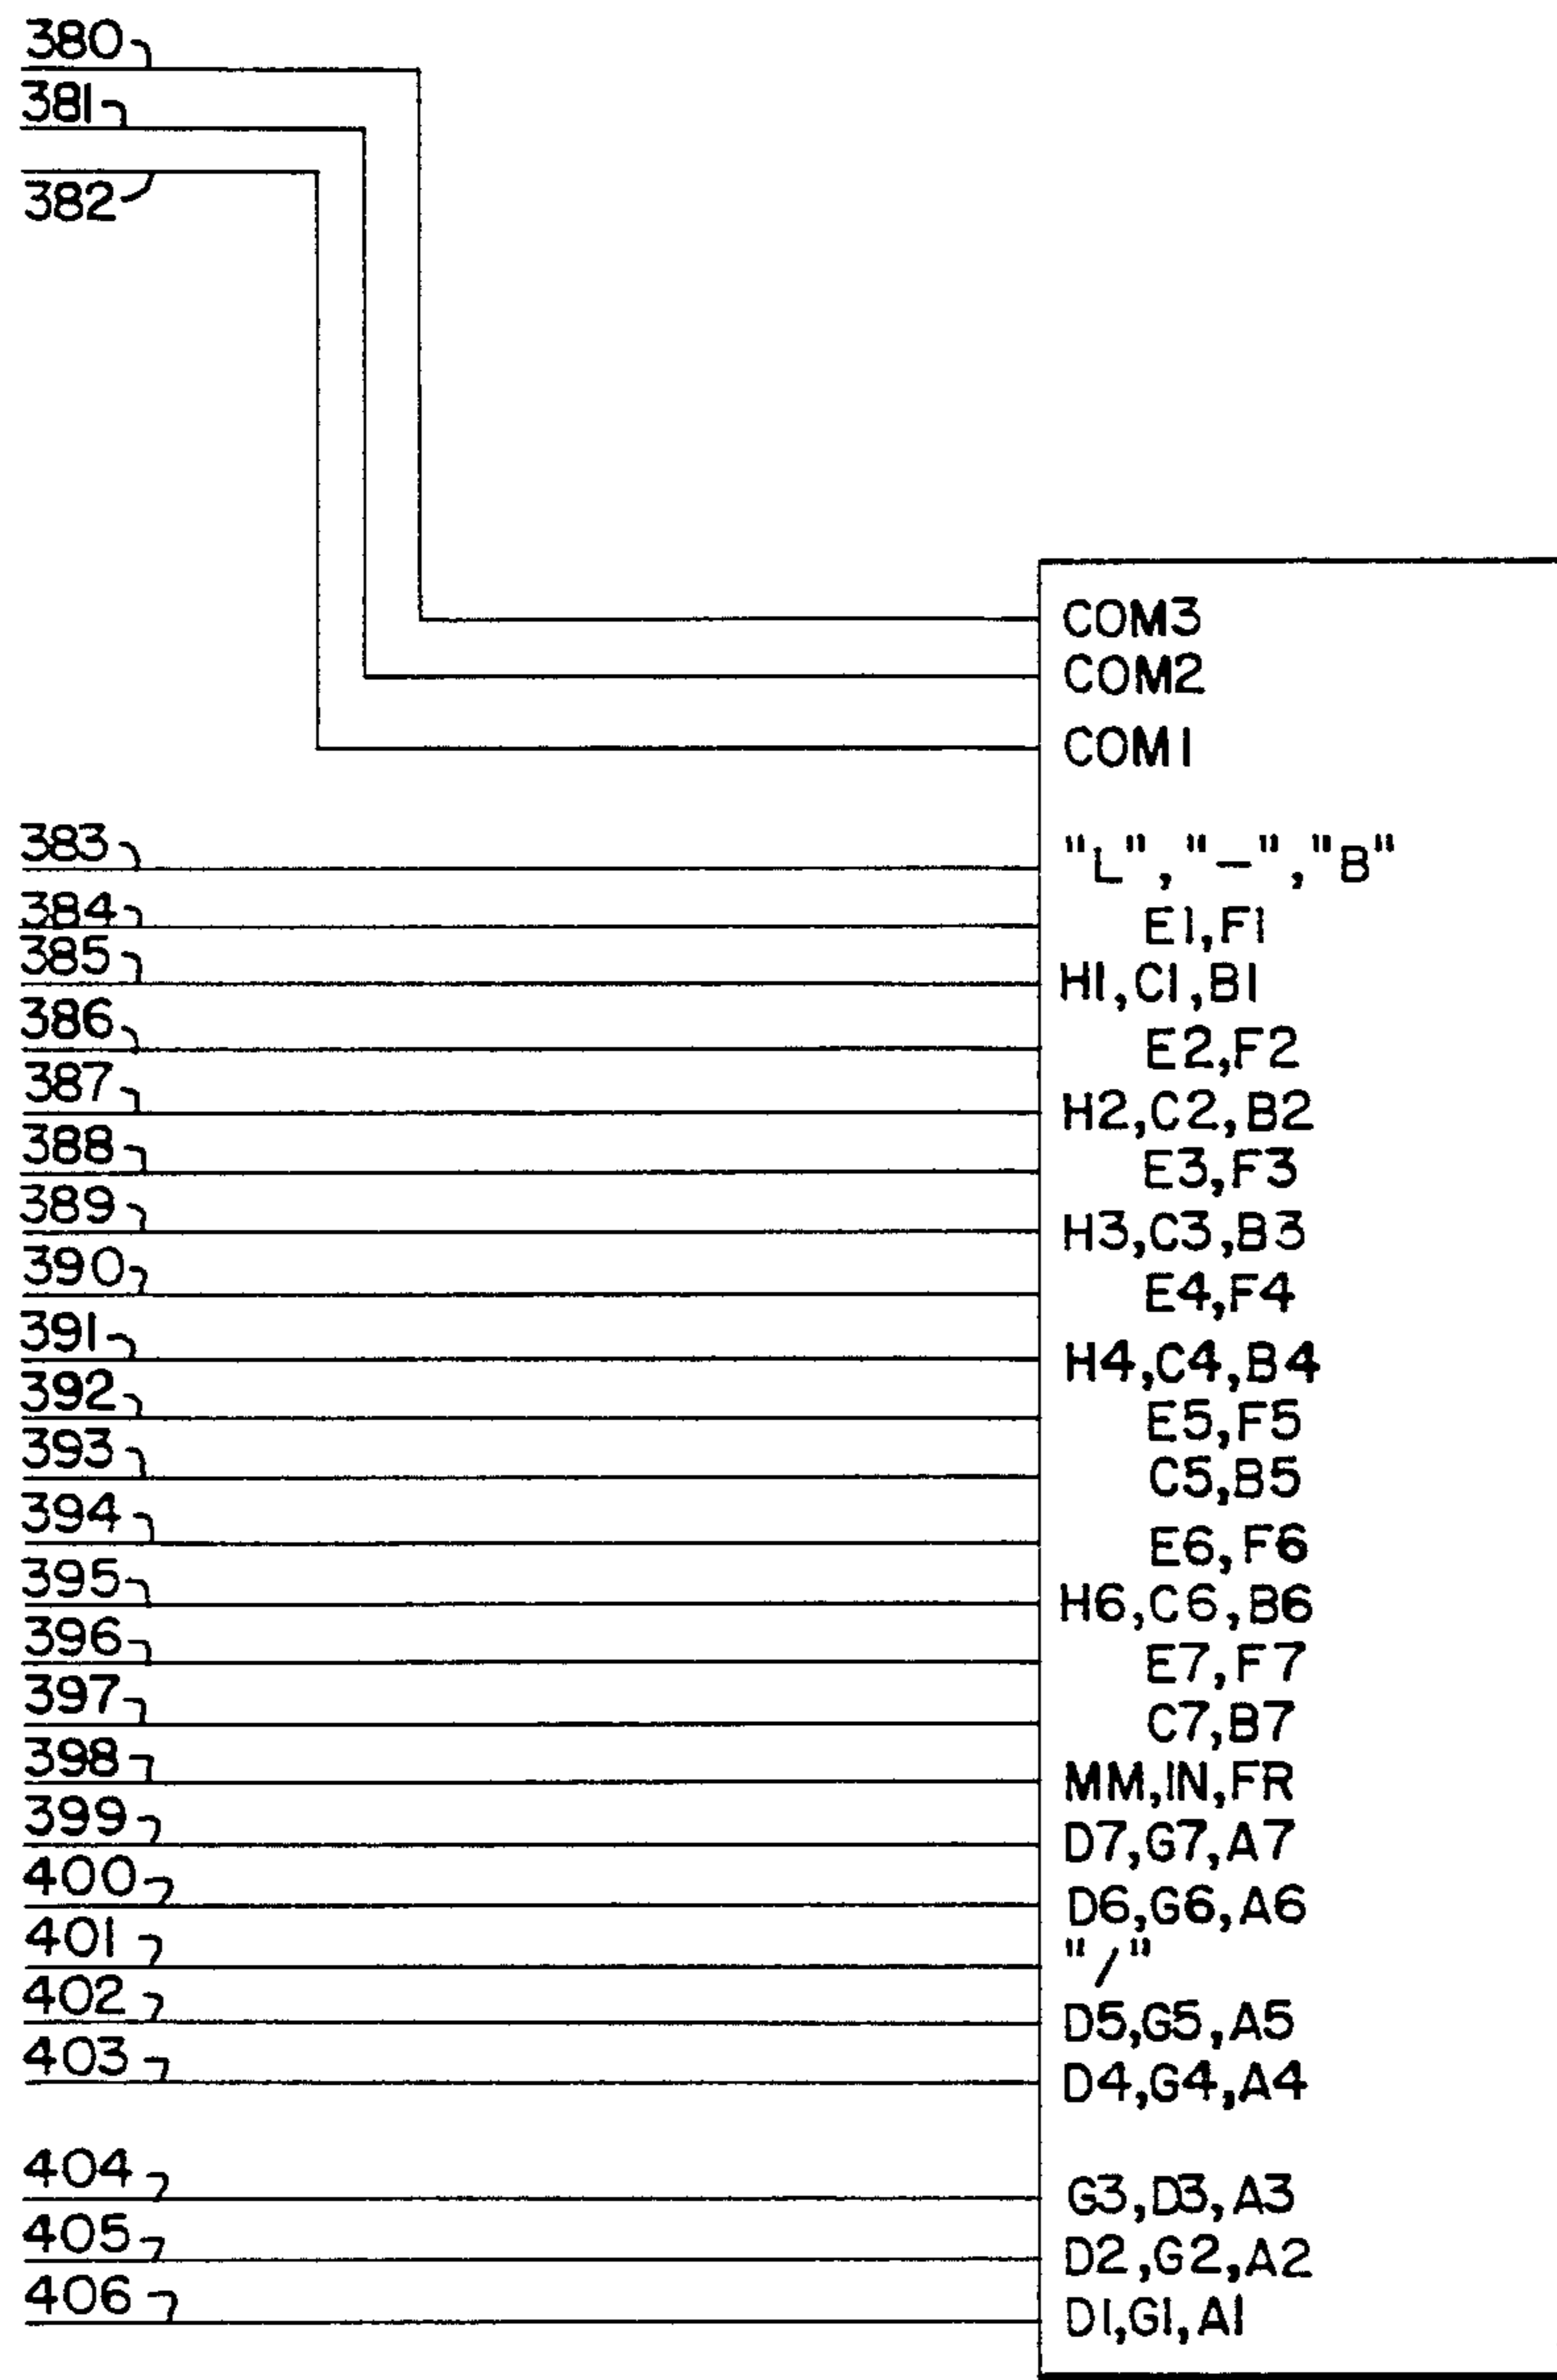 380
381
382
COM3
COM2
COM1
383 "L", "-", "B"
384 E1,F1
385 H1,C1,B1
386 E2,F2
387 H2,C2,B2
388 E3,F3
389 H3,C3,B3
390 E4,F4
391 H4,C4,B4
392 E5,F5
393 C5,B5
394 E6,F6
395 H6,C6,B6
396 E7,F7
397 C7,B7
398 MM,IN,FR
399 D7,G7,A7
400 D6,G6,A6
401 "/"
402 D5,G5,A5
403 D4,G4,A4
404 G3,D3,A3
405 D2,G2,A2
406 D1,G1,A1